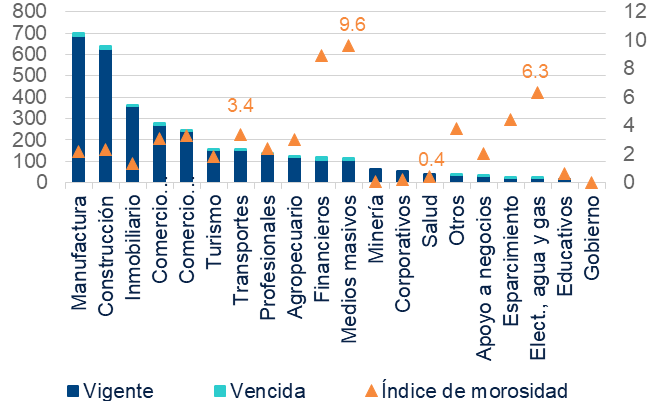 800
700
600
500
400
300
200
100
0
12
10
8
6
4
2
0
3.4
9.6
0.4
6.3
Manufactura
Construcción
Inmobiliario
Comercio...
Comercio...
Turismo
Transportes
Profesionales
Agropecuario
Financieros
Medios masivos
Minería
Corporativos
Salud
Otros
Apoyo a negocios
Esparcimiento
Elect., agua y gas
Educativos
Gobierno
Vigente Vencida Índice de morosidad